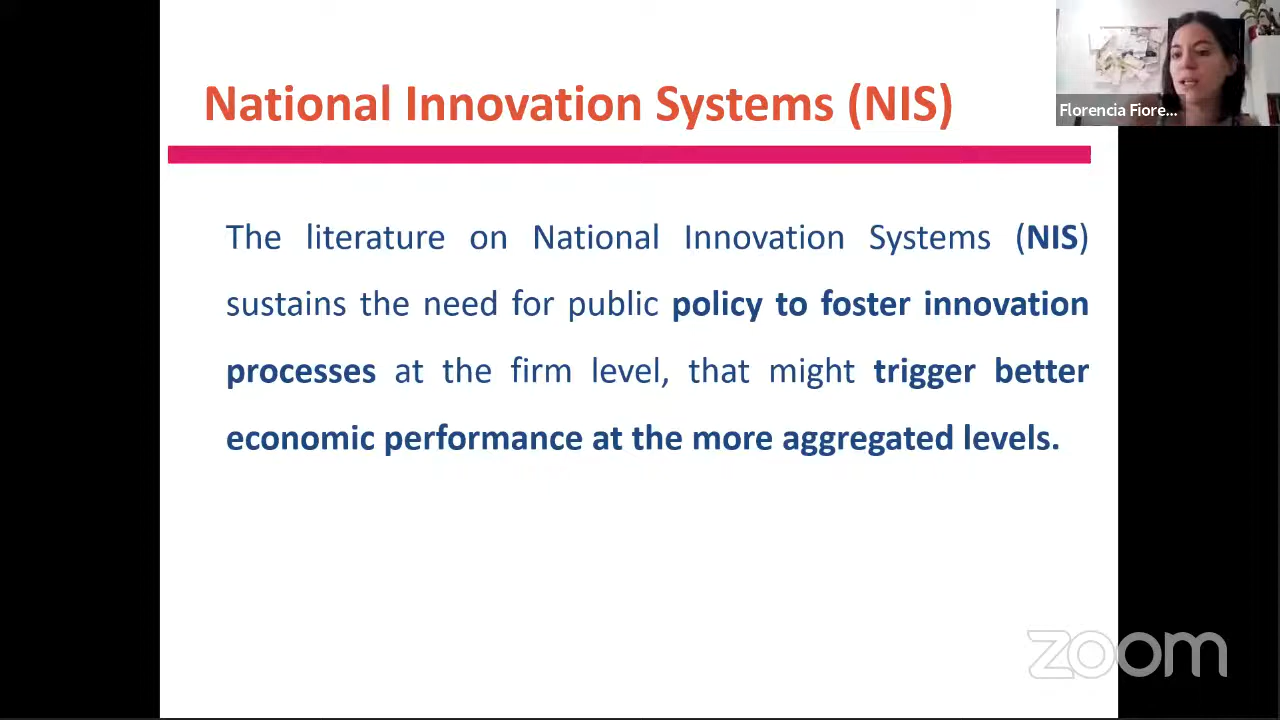 National Innovation Systems (NIS)
Florencia Fiore...
The literature on National Innovation Systems (NIS)
sustains the need for public policy to foster innovation
processes at the firm level, that might trigger better
economic performance at the more aggregated levels.
zoom